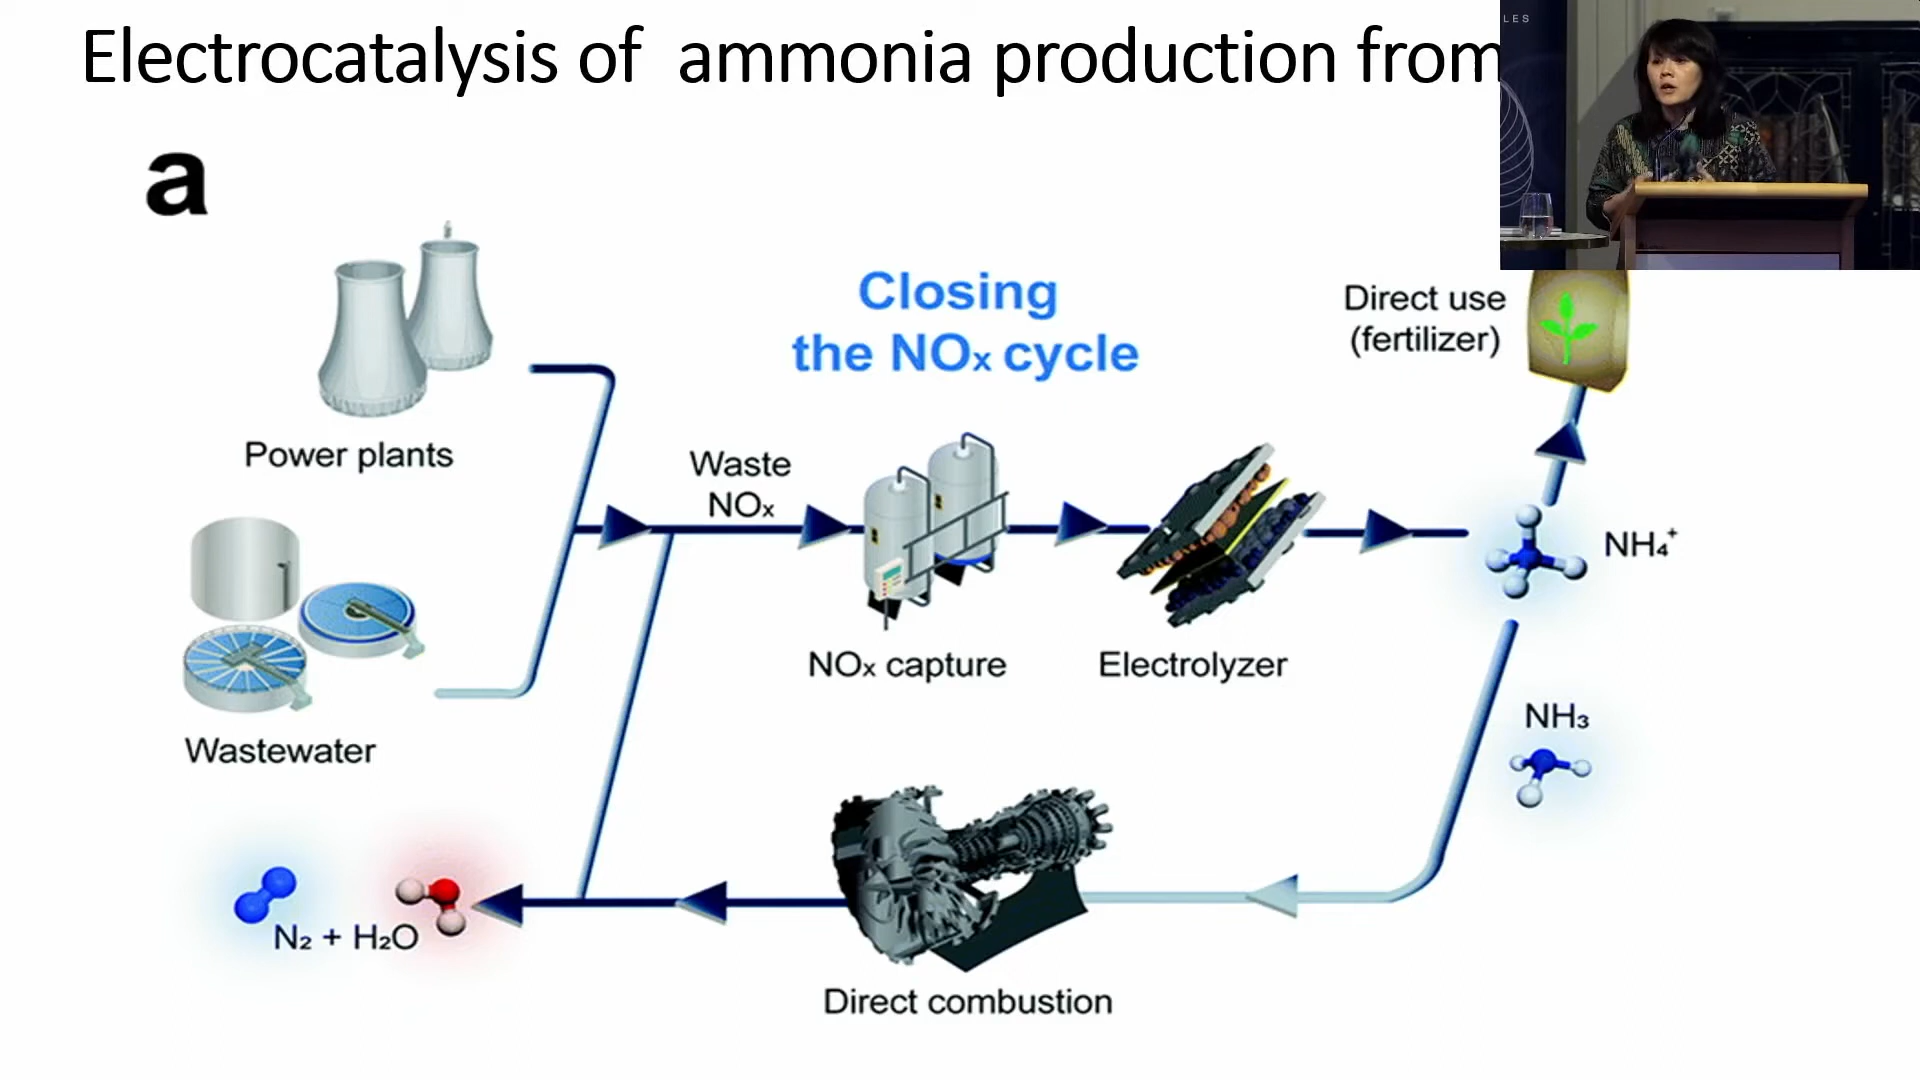 Electrocatalysis of ammonia production from
LES
a
Closing
the NOx cycle
Direct use
(fertilizer)
Power plants
Waste
NOx
NH₄⁺
NOx capture
Electrolyzer
NH₃
Wastewater
N₂ + H₂O
Direct combustion